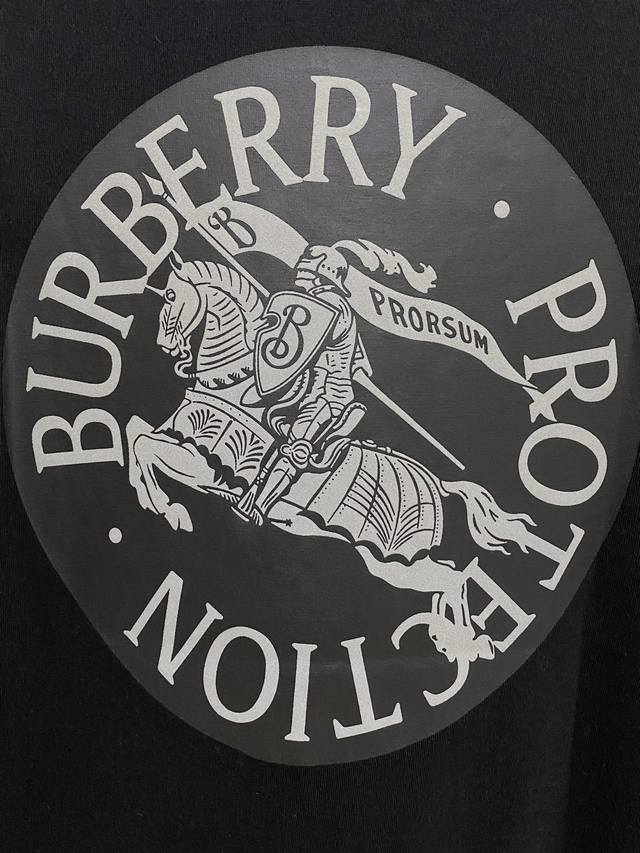 BURBERRY · PROTECTION ·
B
PRORSUM
B